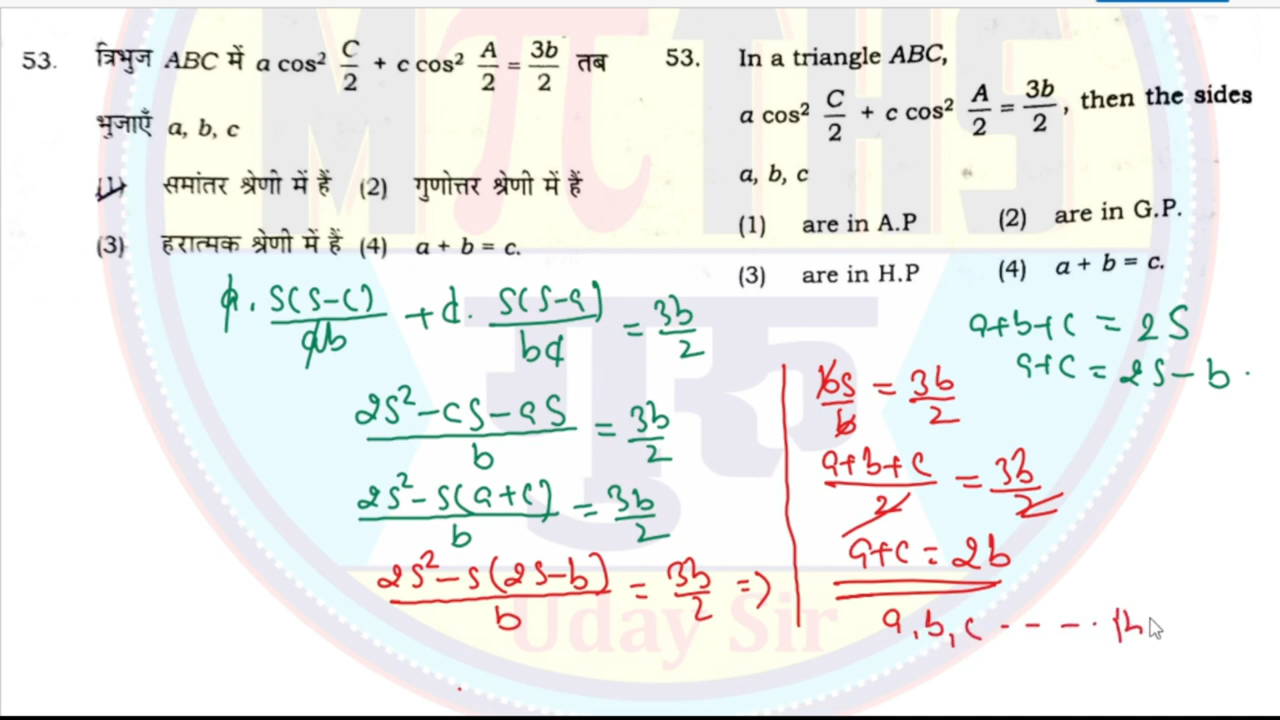 53. त्रिभुज ABC में a cos² C/2 + c cos² A/2 = 3b/2 तब
भुजाएँ a, b, c
(1) समांतर श्रेणी में हैं (2) गुणोत्तर श्रेणी में हैं
(3) हरात्मक श्रेणी में हैं (4) a + b = c.
53. In a triangle ABC,
a cos² C/2 + c cos² A/2 = 3b/2, then the sides
a, b, c
(1) are in A.P (2) are in G.P.
(3) are in H.P (4) a + b = c.
a . s(s-c)/ab + c . s(s-a)/bc = 3b/2
2s² - cs - as / b = 3b/2
2s² - s(a+c) / b = 3b/2
2s² - s(2s-b) / b = 3b/2 =>
a+b+c = 2s
a+c = 2s - b .
bs/b = 3b/2
a+b+c / 2 = 3b/2
a+c = 2b
a, b, c - - - - .
MπTHS
गुरु
Uday Sir